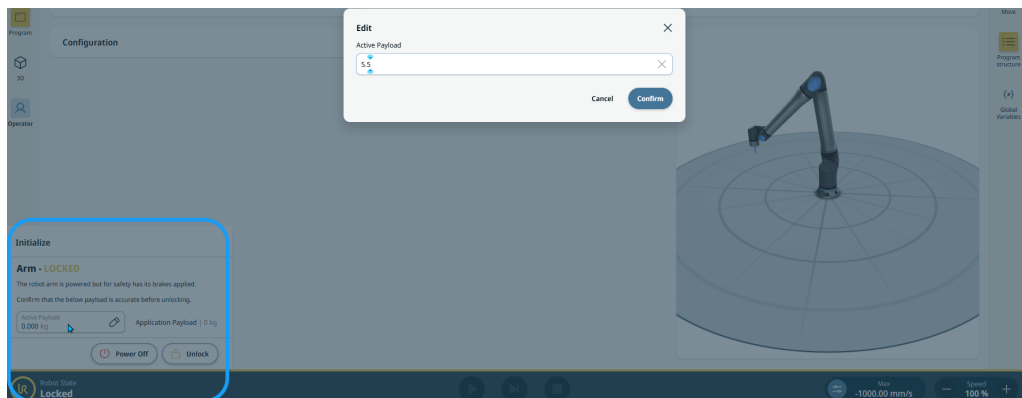 Edit
Active Payload
5.5
Cancel
Confirm
Program
3D
Operator
Configuration
Move
Program
structure
{x}
Global
Variables
Initialize
Arm - LOCKED
The robot arm is powered but for safety has its brakes applied.
Confirm that the below payload is accurate before unlocking.
Active Payload
0.000 kg
Application Payload | 0 kg
Power Off
Unlock
Robot State
Locked
Max
-1000.00 mm/s
Speed
100 %